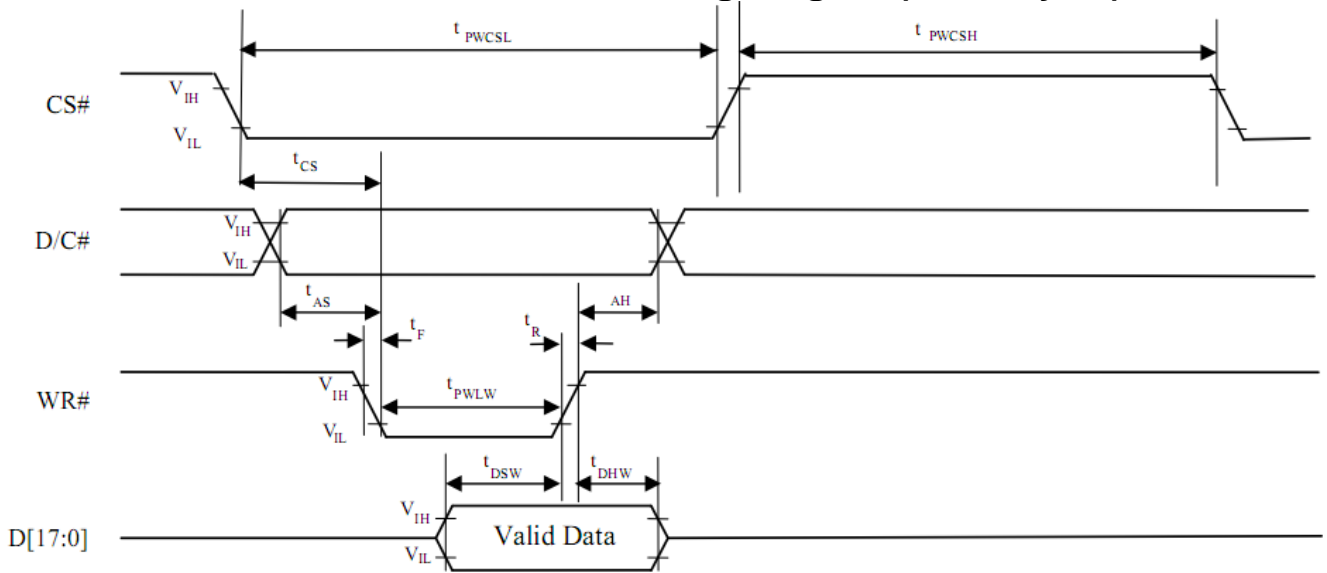 t PWCSL
t PWCSH
CS#
V IH
V IL
t CS
D/C#
V IH
V IL
t AS
AH
t F
t R
WR#
V IH
t PWLW
V IL
t DSW
t DHW
V IH
D[17:0]
Valid Data
V IL